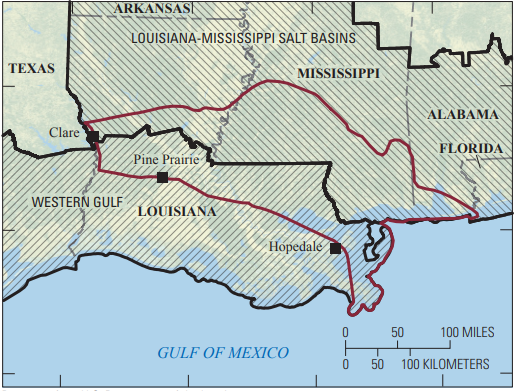 ARKANSAS
LOUISIANA-MISSISSIPPI SALT BASINS
TEXAS
MISSISSIPPI
ALABAMA
Clare
FLORIDA
Pine Prairie
WESTERN GULF
LOUISIANA
Hopedale
0 50 100 MILES
GULF OF MEXICO
0 50 100 KILOMETERS